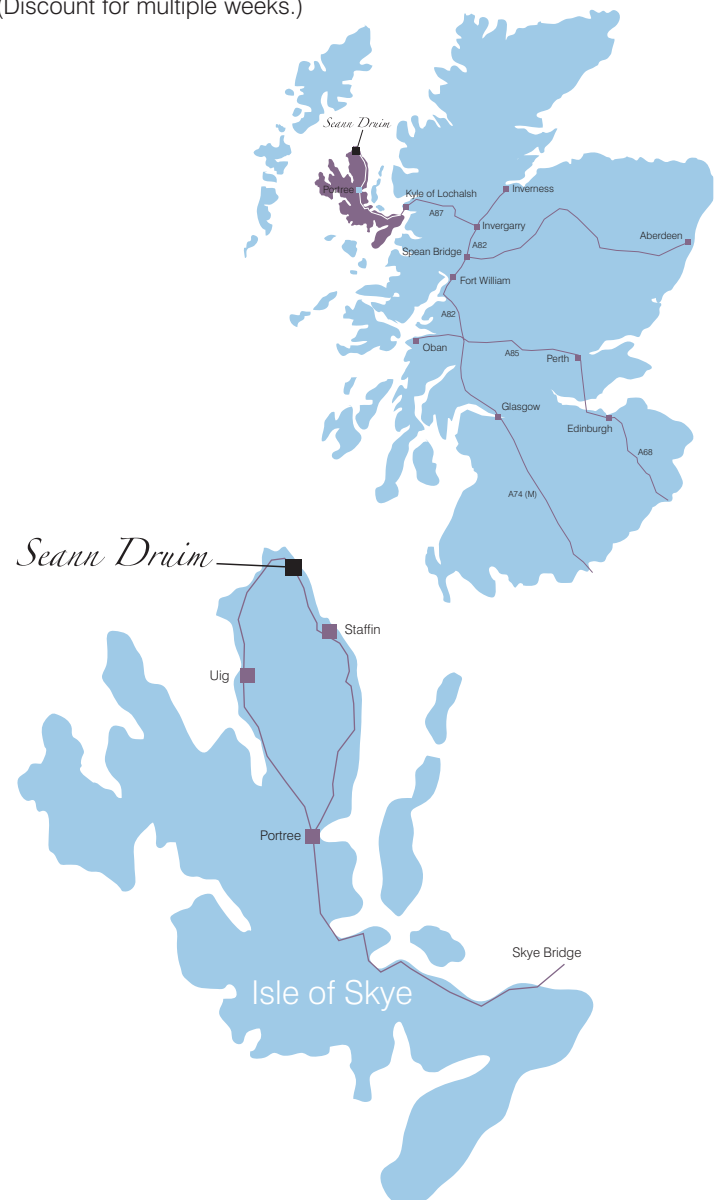 (Discount for multiple weeks.)
Seann Druim
Portree
Kyle of Lochalsh
Inverness
A87
Invergarry
Aberdeen
A82
Spean Bridge
Fort William
A82
Oban
A85
Perth
Glasgow
Edinburgh
A68
A74 (M)
Seann Druim
Staffin
Uig
Portree
Skye Bridge
Isle of Skye